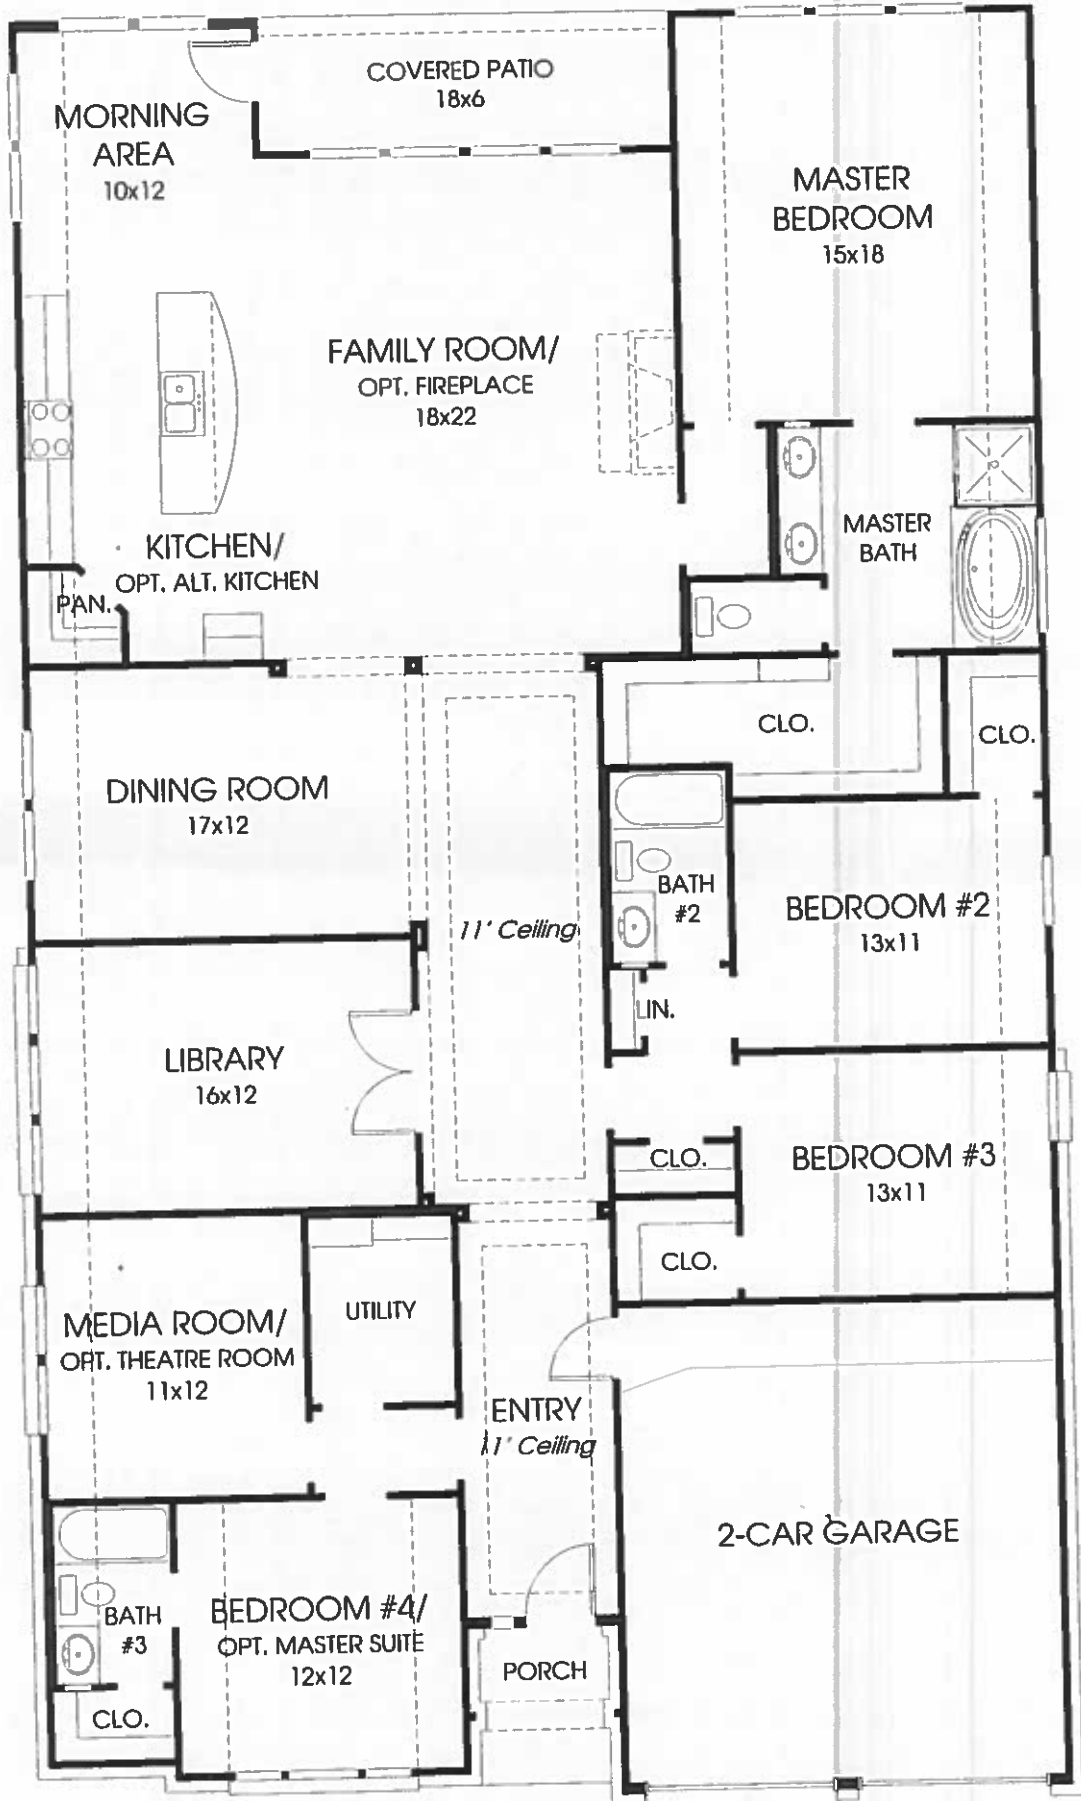 COVERED PATIO
18x6
MORNING
AREA
10x12
MASTER
BEDROOM
15x18
FAMILY ROOM/
OPT. FIREPLACE
18x22
MASTER
BATH
KITCHEN/
OPT. ALT. KITCHEN
PAN.
CLO.
CLO.
DINING ROOM
17x12
BATH
#2
BEDROOM #2
13x11
11' Ceiling
LIN.
LIBRARY
16x12
CLO.
BEDROOM #3
13x11
CLO.
MEDIA ROOM/
OPT. THEATRE ROOM
11x12
UTILITY
ENTRY
11' Ceiling
2-CAR GARAGE
BATH
#3
BEDROOM #4/
OPT. MASTER SUITE
12x12
PORCH
CLO.